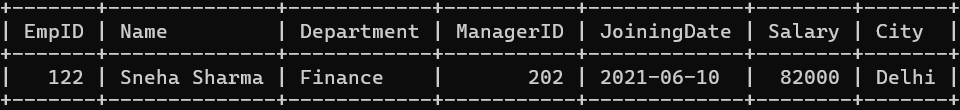 | EmpID | Name         | Department | ManagerID | JoiningDate | Salary | City  |
|   122 | Sneha Sharma | Finance    |       202 | 2021-06-10  |  82000 | Delhi |